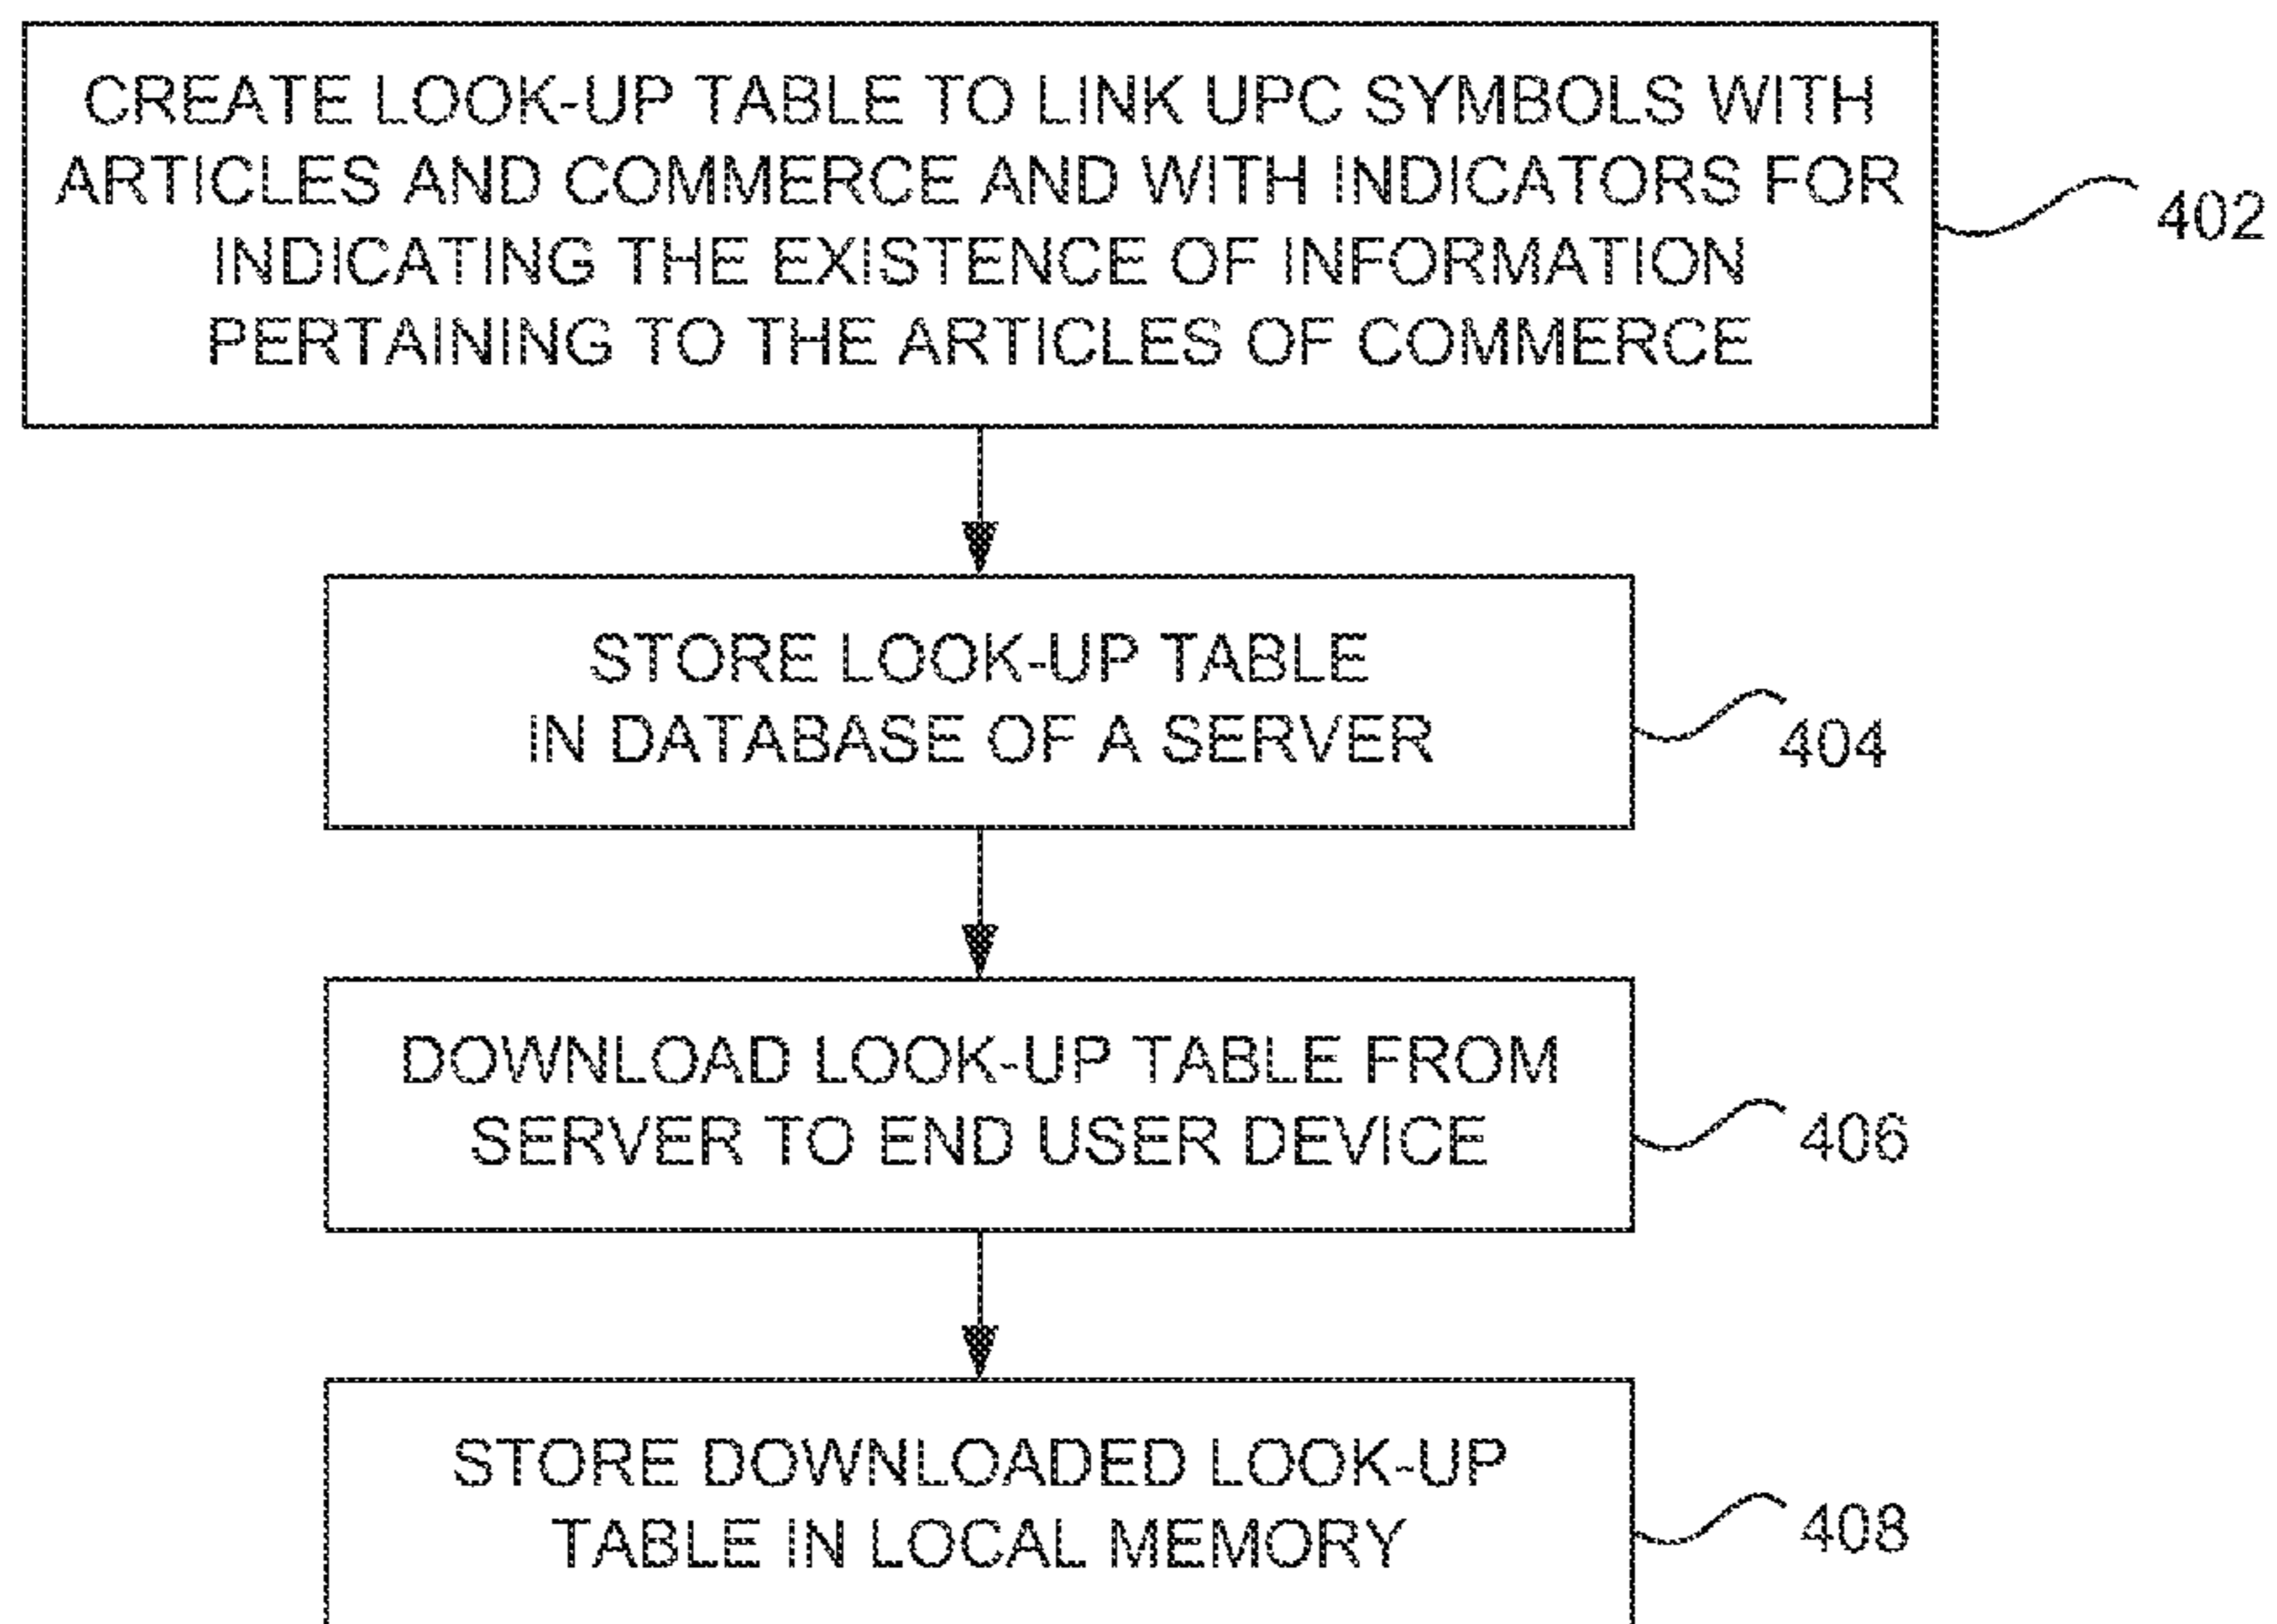 CREATE LOOK-UP TABLE TO LINK UPC SYMBOLS WITH
ARTICLES AND COMMERCE AND WITH INDICATORS FOR
INDICATING THE EXISTENCE OF INFORMATION
PERTAINING TO THE ARTICLES OF COMMERCE
402
STORE LOOK-UP TABLE
IN DATABASE OF A SERVER
404
DOWNLOAD LOOK-UP TABLE FROM
SERVER TO END USER DEVICE
406
STORE DOWNLOADED LOOK-UP
TABLE IN LOCAL MEMORY
408